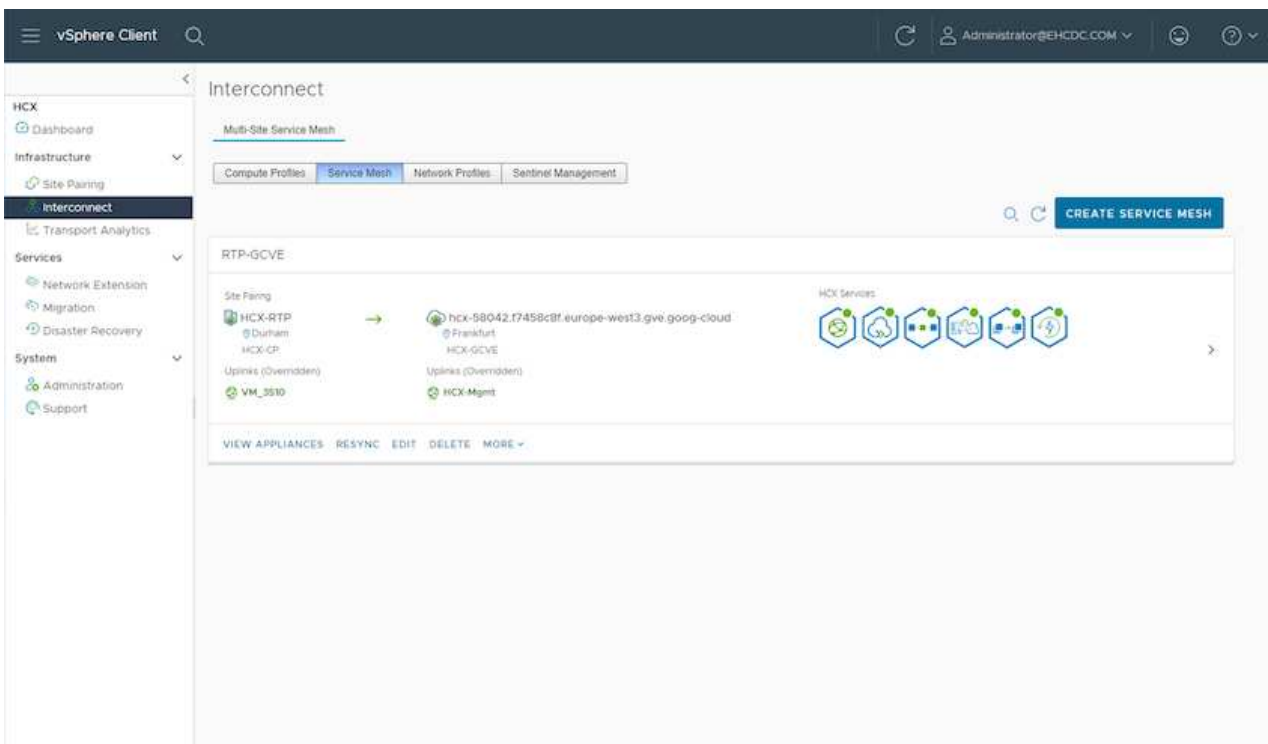 vSphere Client
Administrator@EHCDC.COM
HCX
Dashboard
Infrastructure
Site Pairing
Interconnect
Transport Analytics
Services
Network Extension
Migration
Disaster Recovery
System
Administration
Support
Interconnect
Multi-Site Service Mesh
Compute Profiles Service Mesh Network Profiles Sentinel Management
CREATE SERVICE MESH
RTP-GCVE
Site Pairing
HCX-RTP
Durham
HCX-CP
Uplinks (Overridden)
VM_3510
hcx-58042.f7458c8f.europe-west3.gve.goog-cloud
Frankfurt
HCX-GCVE
Uplinks (Overridden)
HCX-Mgmt
HCX Services
VIEW APPLIANCES RESYNC EDIT DELETE MORE